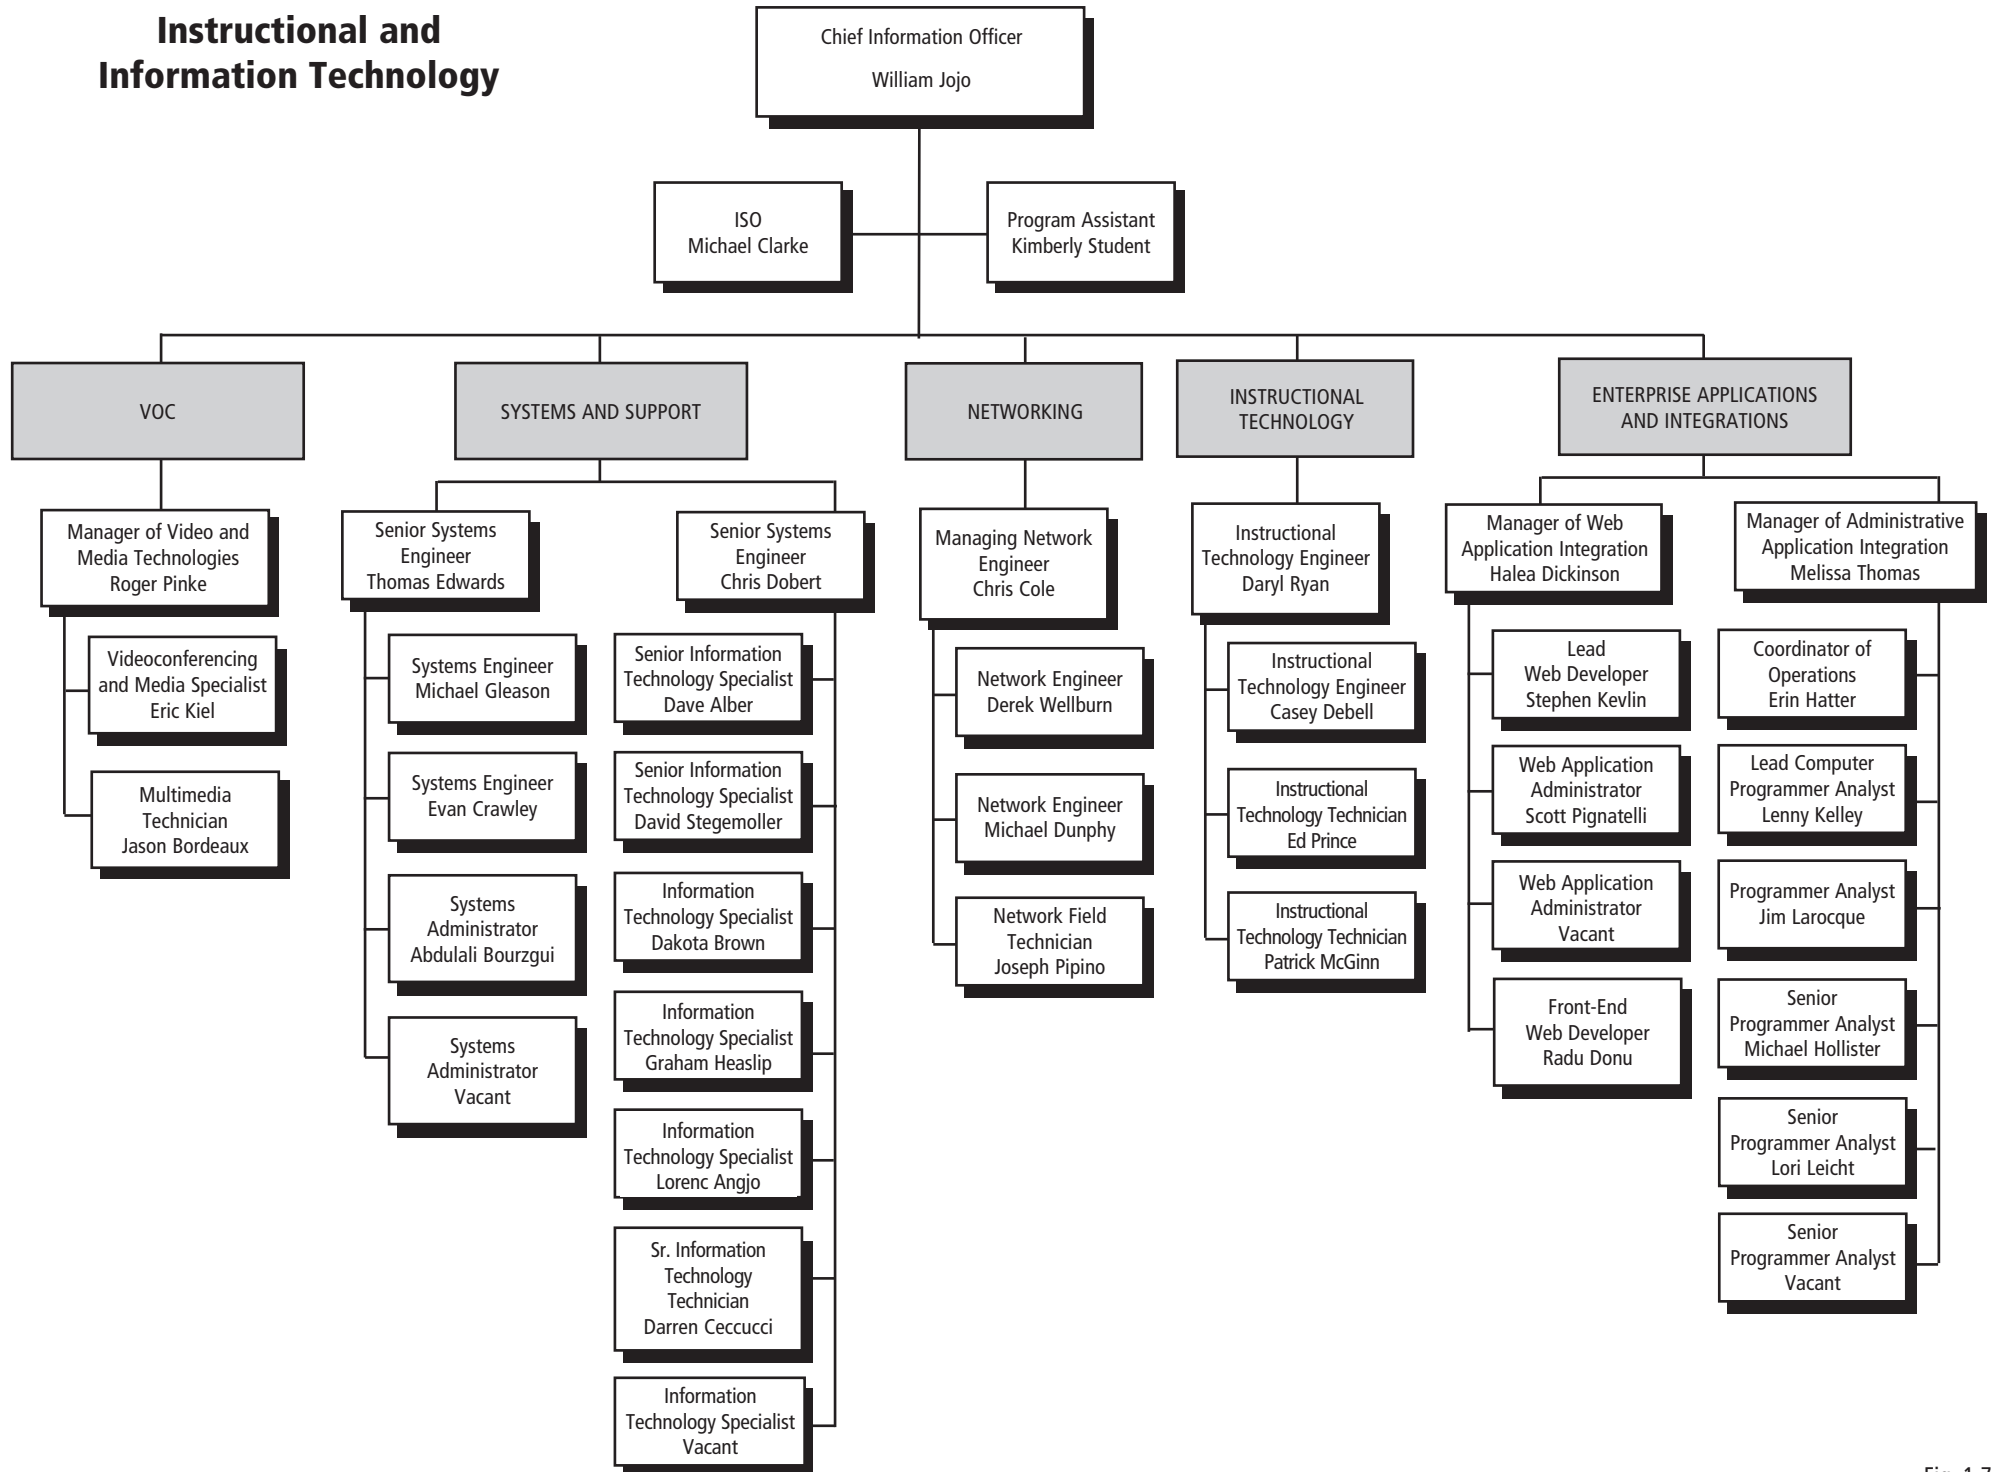 Instructional and
Information Technology
Chief Information Officer
William Jojo
ISO
Michael Clarke
Program Assistant
Kimberly Student
VOC
SYSTEMS AND SUPPORT
NETWORKING
INSTRUCTIONAL
TECHNOLOGY
ENTERPRISE APPLICATIONS
AND INTEGRATIONS
Manager of Video and
Media Technologies
Roger Pinke
Videoconferencing
and Media Specialist
Eric Kiel
Multimedia
Technician
Jason Bordeaux
Senior Systems
Engineer
Thomas Edwards
Systems Engineer
Michael Gleason
Systems Engineer
Evan Crawley
Systems
Administrator
Abdulali Bourzgui
Systems
Administrator
Vacant
Senior Systems
Engineer
Chris Dobert
Senior Information
Technology Specialist
Dave Alber
Senior Information
Technology Specialist
David Stegemoller
Information
Technology Specialist
Dakota Brown
Information
Technology Specialist
Graham Heaslip
Information
Technology Specialist
Lorenc Angjo
Sr. Information
Technology
Technician
Darren Ceccucci
Information
Technology Specialist
Vacant
Managing Network
Engineer
Chris Cole
Network Engineer
Derek Wellburn
Network Engineer
Michael Dunphy
Network Field
Technician
Joseph Pipino
Instructional
Technology Engineer
Daryl Ryan
Instructional
Technology Engineer
Casey Debell
Instructional
Technology Technician
Ed Prince
Instructional
Technology Technician
Patrick McGinn
Manager of Web
Application Integration
Halea Dickinson
Lead
Web Developer
Stephen Kevlin
Web Application
Administrator
Scott Pignatelli
Web Application
Administrator
Vacant
Front-End
Web Developer
Radu Donu
Manager of Administrative
Application Integration
Melissa Thomas
Coordinator of
Operations
Erin Hatter
Lead Computer
Programmer Analyst
Lenny Kelley
Programmer Analyst
Jim Larocque
Senior
Programmer Analyst
Michael Hollister
Senior
Programmer Analyst
Lori Leicht
Senior
Programmer Analyst
Vacant
Fig. 1.7